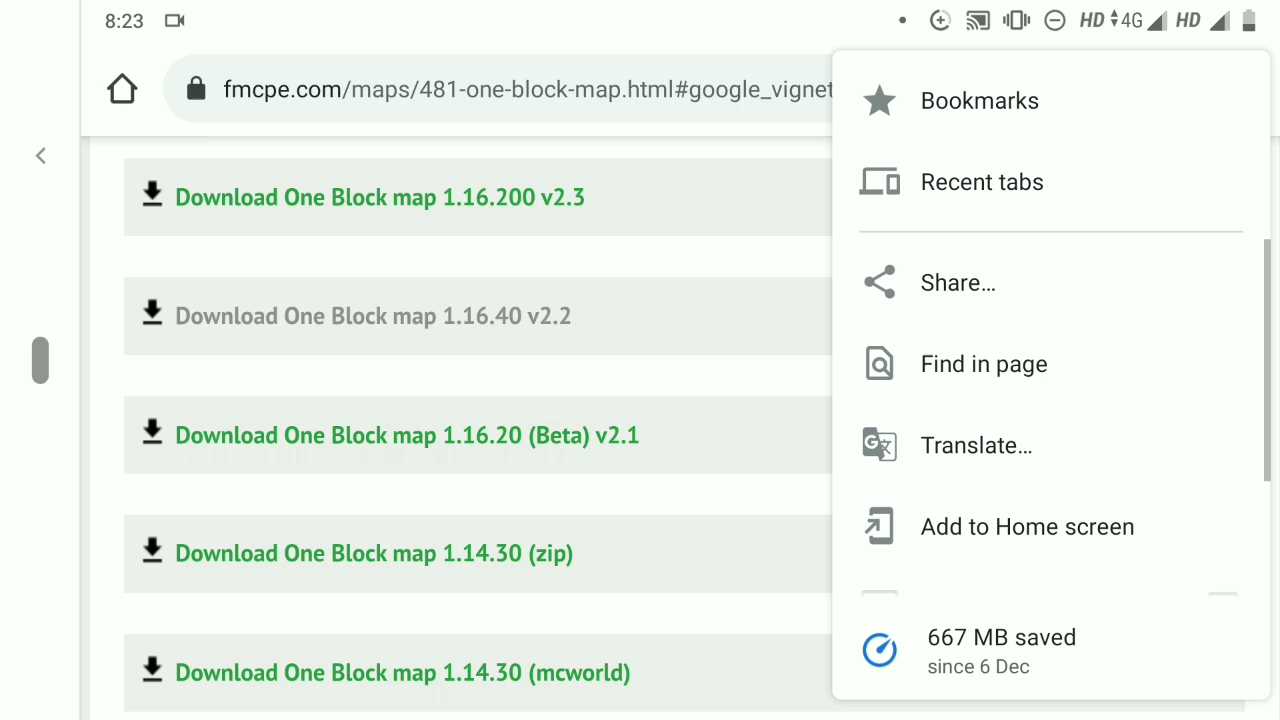 8:23
HD 4G HD
fmcpe.com/maps/481-one-block-map.html#google_vignet
Download One Block map 1.16.200 v2.3
Download One Block map 1.16.40 v2.2
Download One Block map 1.16.20 (Beta) v2.1
Download One Block map 1.14.30 (zip)
Download One Block map 1.14.30 (mcworld)
Bookmarks
Recent tabs
Share...
Find in page
Translate...
Add to Home screen
667 MB saved
since 6 Dec